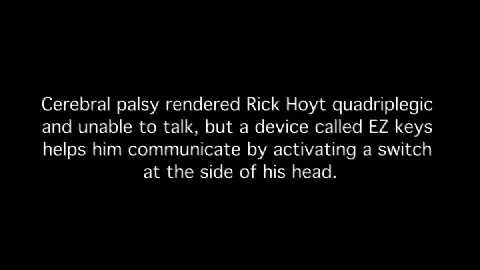 Cerebral palsy rendered Rick Hoyt quadriplegic
and unable to talk, but a device called EZ keys
helps him communicate by activating a switch
at the side of his head.